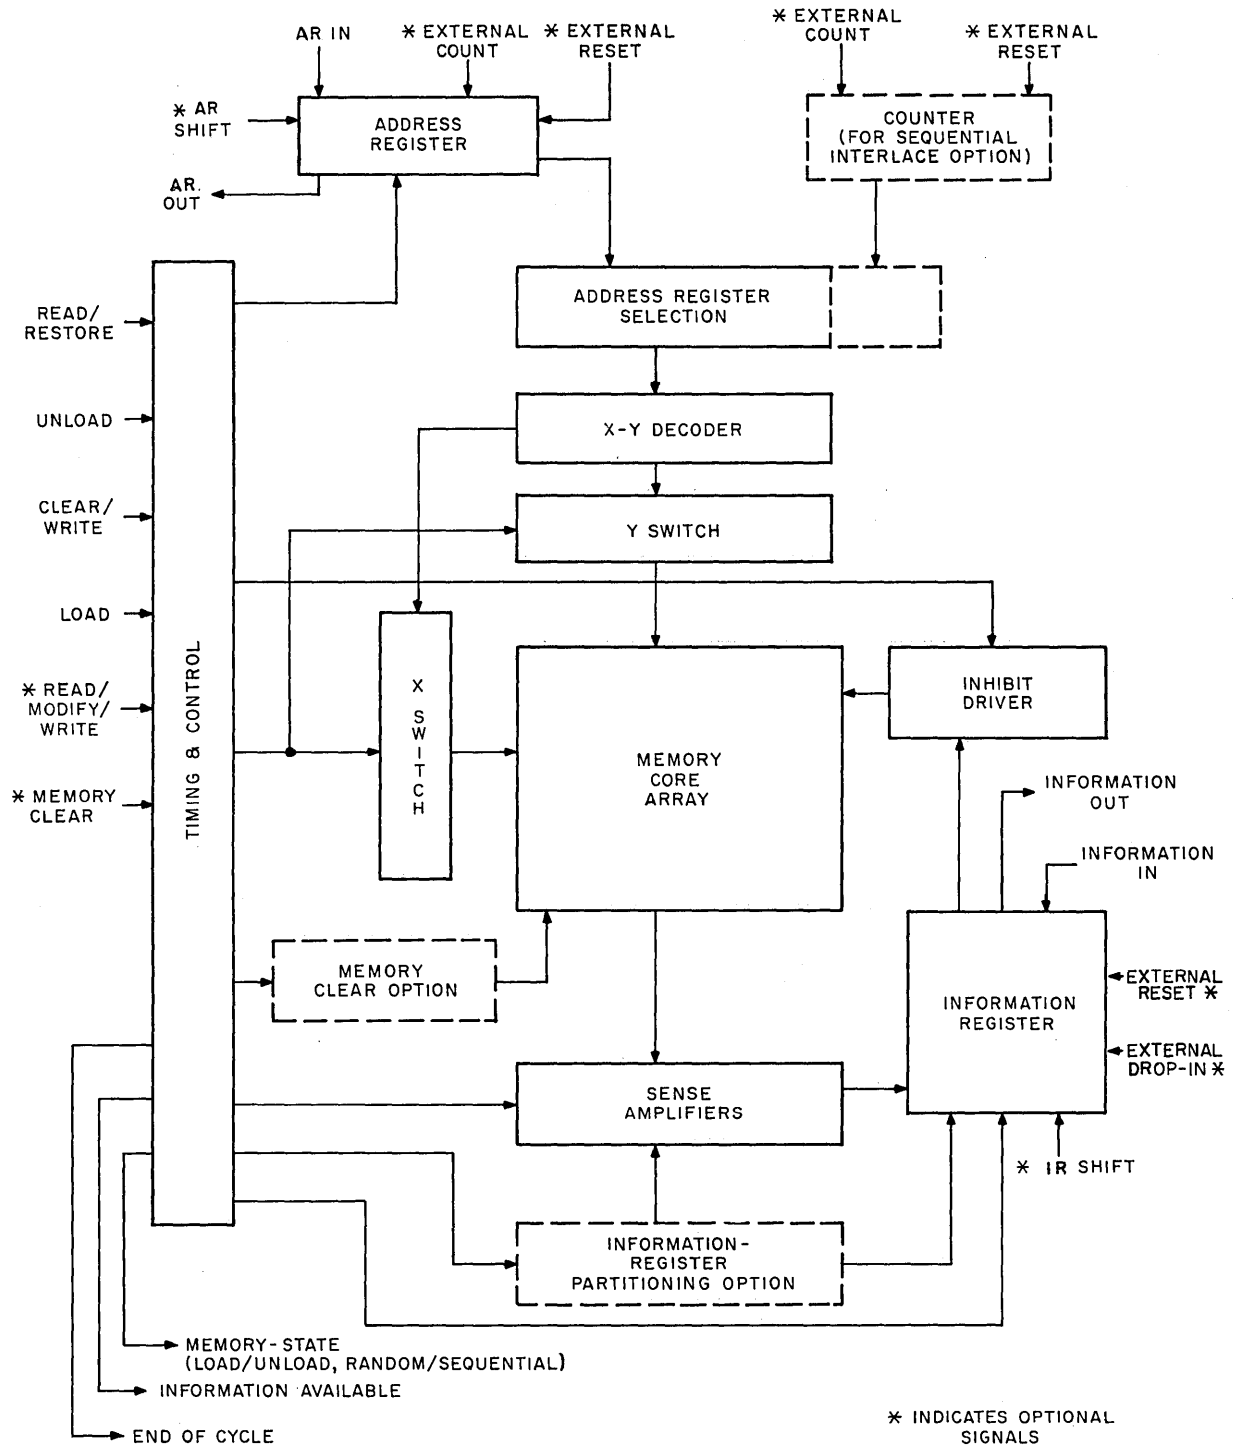 AR IN
* EXTERNAL
COUNT
* EXTERNAL
RESET
* EXTERNAL
COUNT
* EXTERNAL
RESET
* AR
SHIFT
ADDRESS
REGISTER
COUNTER
(FOR SEQUENTIAL
INTERLACE OPTION)
AR.
OUT
READ/
RESTORE
ADDRESS REGISTER
SELECTION
UNLOAD
X-Y DECODER
CLEAR/
WRITE
Y SWITCH
LOAD
TIMING & CONTROL
X SWITCH
* READ/
MODIFY/
WRITE
INHIBIT
DRIVER
MEMORY
CORE
ARRAY
* MEMORY
CLEAR
INFORMATION
OUT
INFORMATION
IN
MEMORY
CLEAR OPTION
EXTERNAL
RESET *
INFORMATION
REGISTER
EXTERNAL
DROP-IN *
SENSE
AMPLIFIERS
* IR SHIFT
INFORMATION-
REGISTER
PARTITIONING OPTION
MEMORY-STATE
(LOAD/UNLOAD, RANDOM/SEQUENTIAL)
INFORMATION AVAILABLE
END OF CYCLE
* INDICATES OPTIONAL
SIGNALS